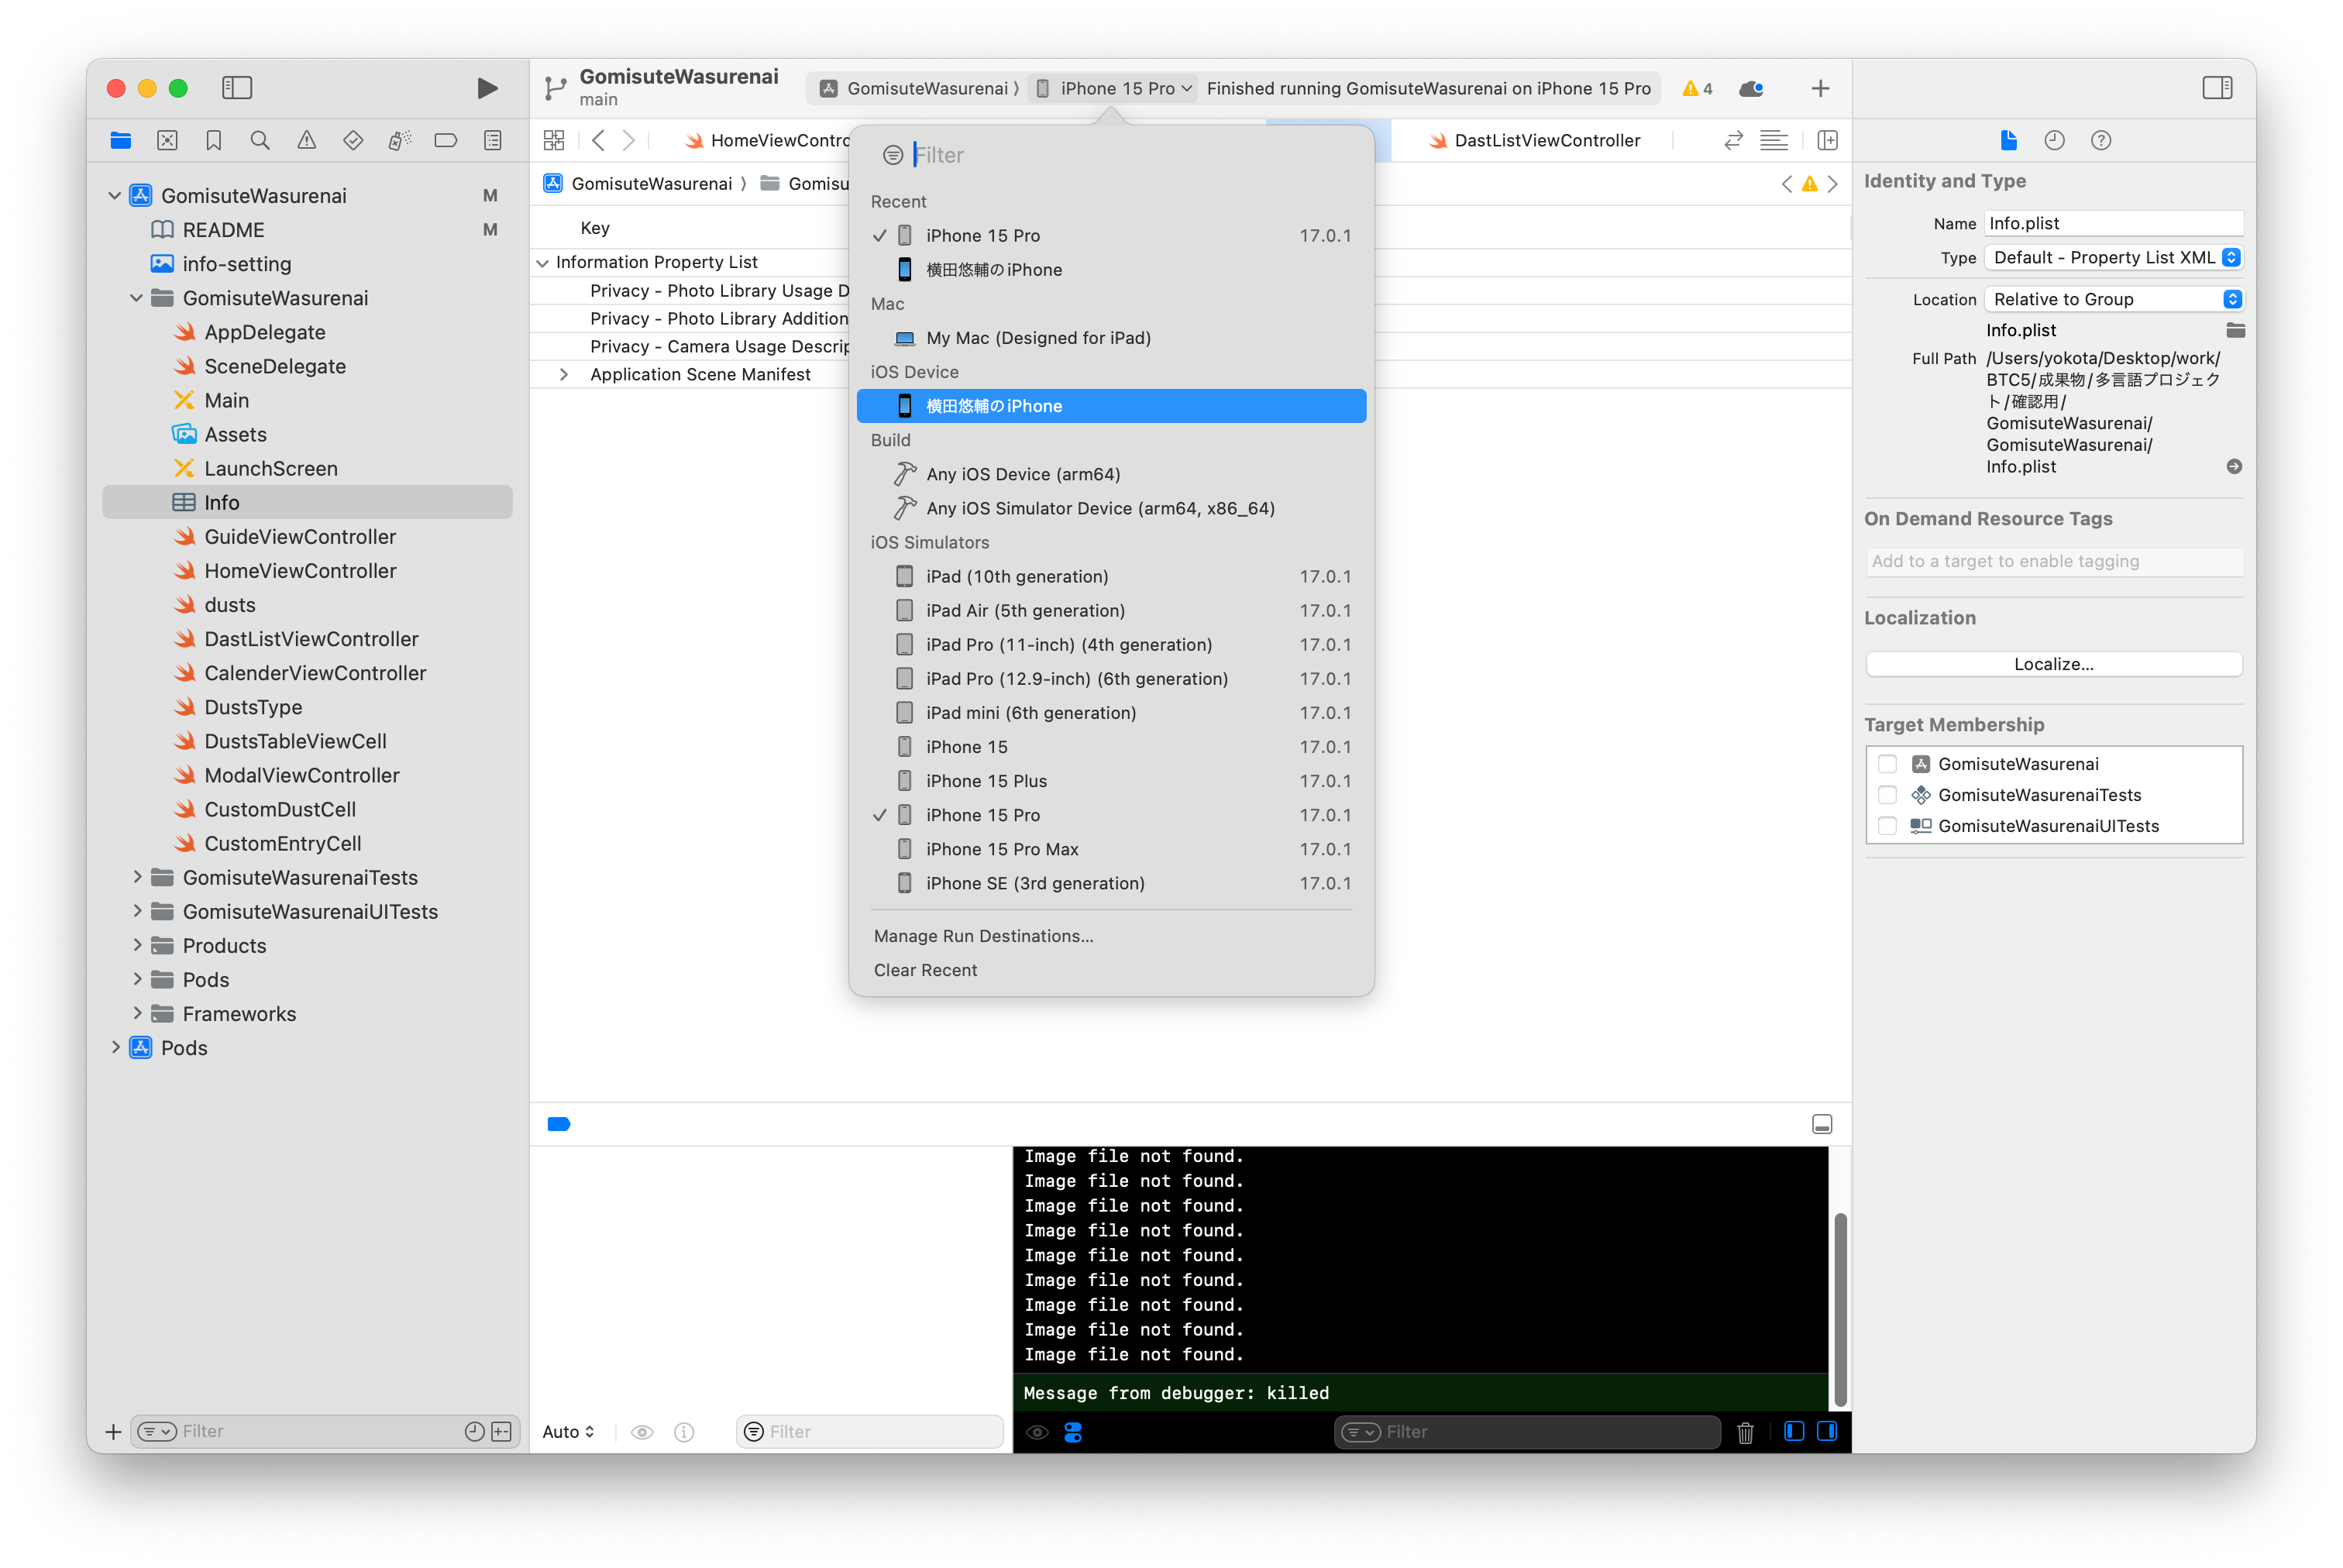 GomisuteWasurenai
main
GomisuteWasurenai ⟩ iPhone 15 Pro
Finished running GomisuteWasurenai on iPhone 15 Pro
4
GomisuteWasurenai M
README M
info-setting
GomisuteWasurenai
AppDelegate
SceneDelegate
Main
Assets
LaunchScreen
Info
GuideViewController
HomeViewController
dusts
DastListViewController
CalenderViewController
DustsType
DustsTableViewCell
ModalViewController
CustomDustCell
CustomEntryCell
GomisuteWasurenaiTests
GomisuteWasurenaiUITests
Products
Pods
Frameworks
Pods
Filter
HomeViewContro
DastListViewController
GomisuteWasurenai ⟩ Gomisu
Key
Information Property List
Privacy - Photo Library Usage D
Privacy - Photo Library Addition
Privacy - Camera Usage Descrip
Application Scene Manifest
Filter
Recent
iPhone 15 Pro 17.0.1
横田悠輔のiPhone
Mac
My Mac (Designed for iPad)
iOS Device
横田悠輔のiPhone
Build
Any iOS Device (arm64)
Any iOS Simulator Device (arm64, x86_64)
iOS Simulators
iPad (10th generation) 17.0.1
iPad Air (5th generation) 17.0.1
iPad Pro (11-inch) (4th generation) 17.0.1
iPad Pro (12.9-inch) (6th generation) 17.0.1
iPad mini (6th generation) 17.0.1
iPhone 15 17.0.1
iPhone 15 Plus 17.0.1
iPhone 15 Pro 17.0.1
iPhone 15 Pro Max 17.0.1
iPhone SE (3rd generation) 17.0.1
Manage Run Destinations...
Clear Recent
Auto
Filter
Image file not found.
Image file not found.
Image file not found.
Image file not found.
Image file not found.
Image file not found.
Image file not found.
Image file not found.
Image file not found.
Message from debugger: killed
Filter
Identity and Type
Name Info.plist
Type Default - Property List XML
Location Relative to Group
Info.plist
Full Path /Users/yokota/Desktop/work/
BTC5/成果物/多言語プロジェク
ト/確認用/
GomisuteWasurenai/
GomisuteWasurenai/
Info.plist
On Demand Resource Tags
Add to a target to enable tagging
Localization
Localize...
Target Membership
GomisuteWasurenai
GomisuteWasurenaiTests
GomisuteWasurenaiUITests